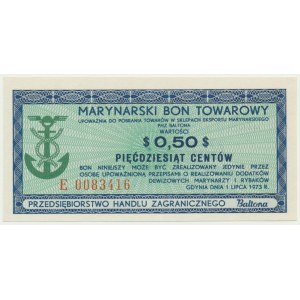 MARYNARSKI BON TOWAROWY
UPOWAŻNIA DO POBRANIA TOWARÓW W SKLEPACH EKSPORTU MARYNARSKIEGO
PHZ BALTONA
WARTOŚCI
$ 0,50 $
PIĘĆDZIESIĄT CENTÓW
BON NINIEJSZY MOŻE BYĆ ZREALIZOWANY JEDYNIE PRZEZ
OSOBĘ UPOWAŻNIONĄ PRZEPISAMI O REALIZOWANIU DODATKÓW
DEWIZOWYCH MARYNARZY I RYBAKÓW
E 0083416
GDYNIA DNIA 1 LIPCA 1973 R.
PRZEDSIĘBIORSTWO HANDLU ZAGRANICZNEGO Baltona